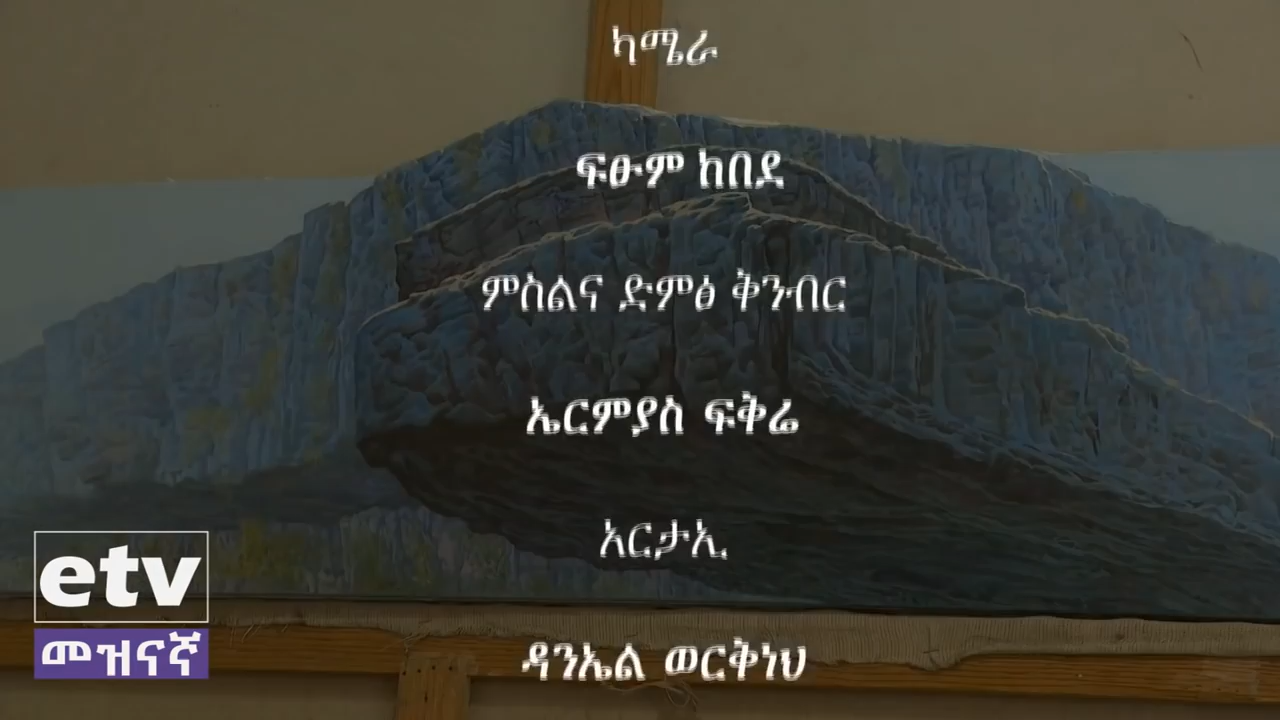 ካሜራ
ፍፁም ከበደ
ምስልና ድምፅ ቅንብር
ኤርምያስ ፍቅሬ
አርታኢ
ዳንኤል ወርቅነህ
etv
መዝናኛ